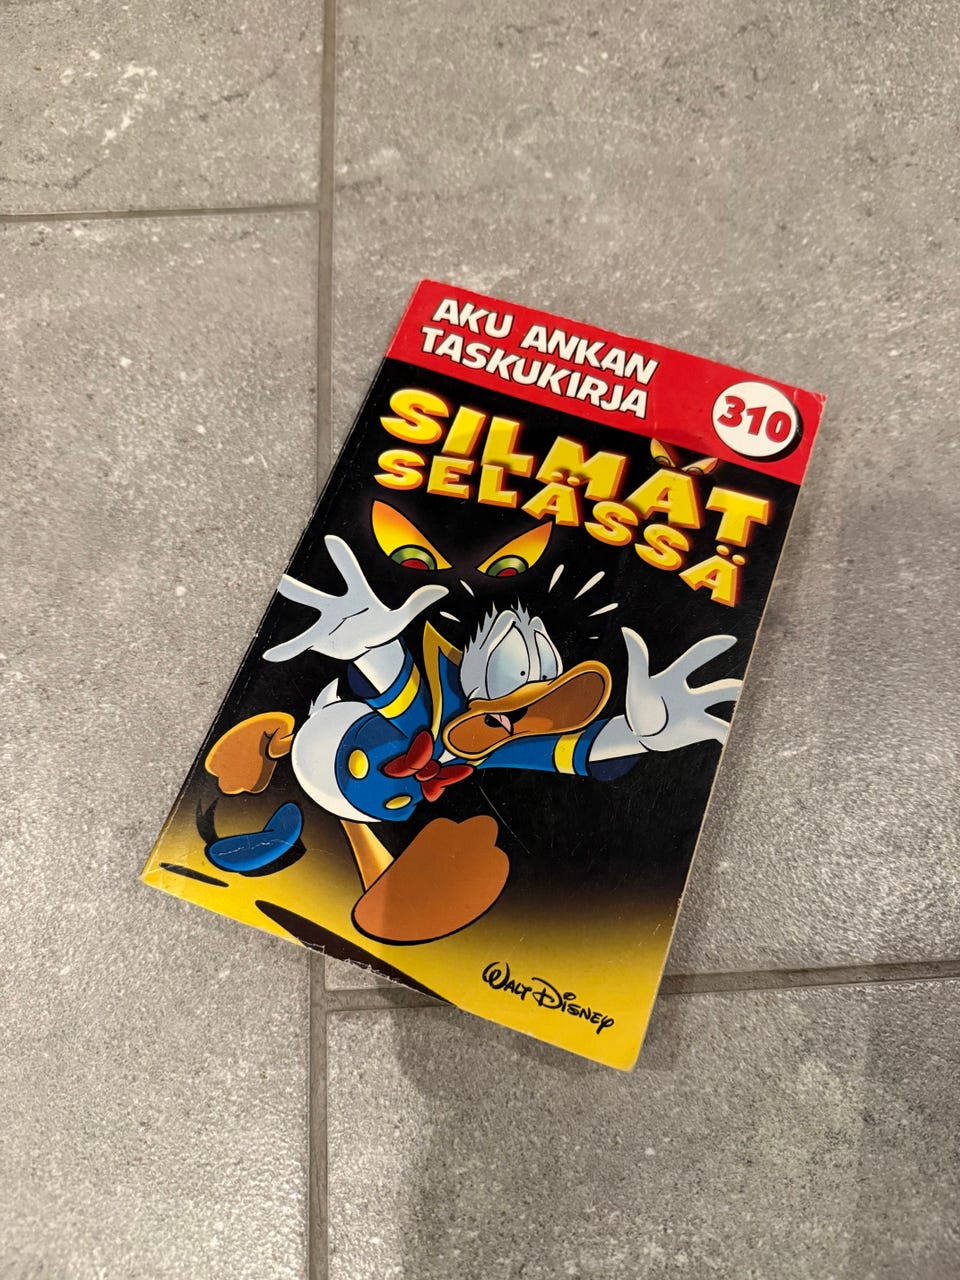 AKU ANKAN
TASKUKIRJA
310
SILMÄT
SELÄSSÄ
WALT DISNEY